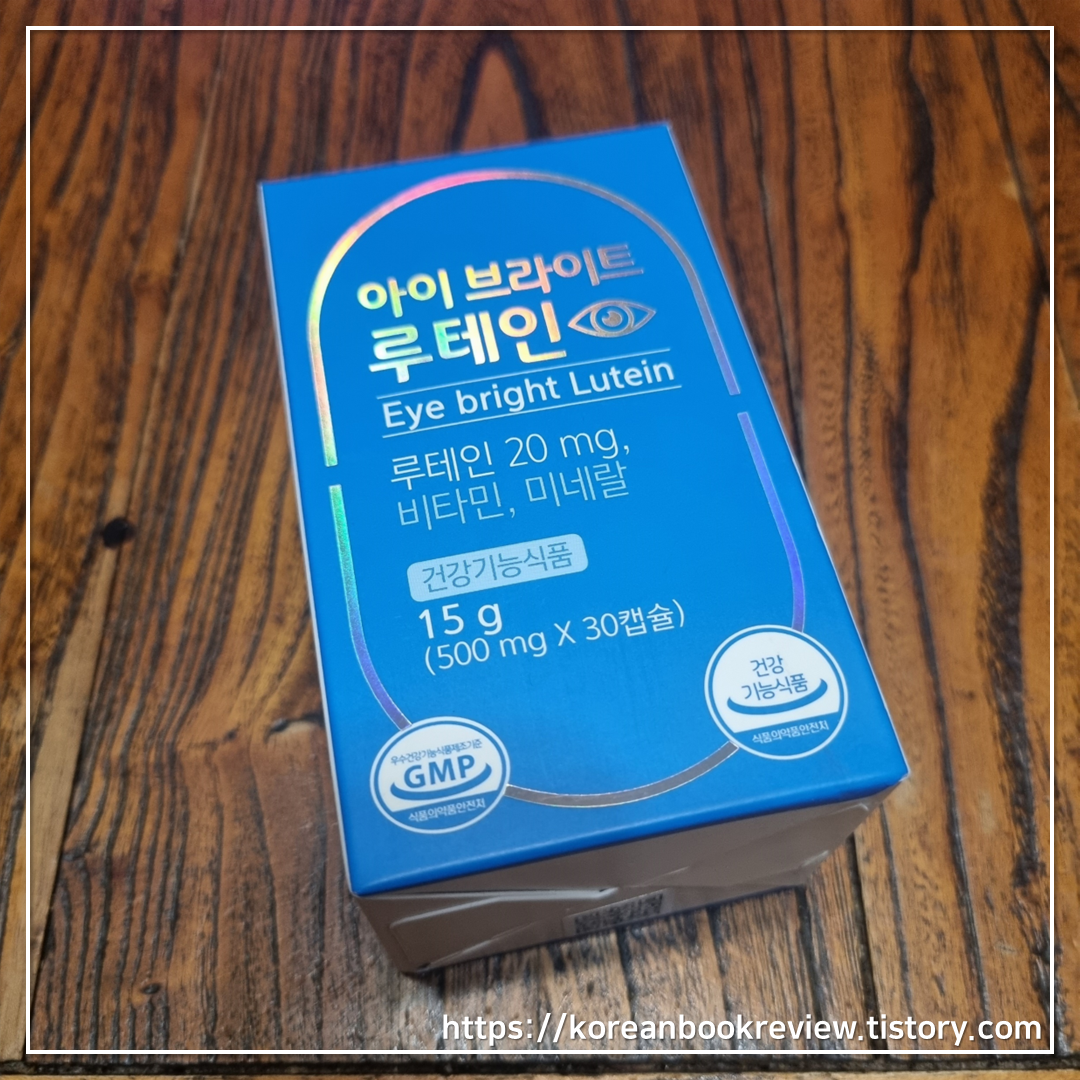 아이 브라이트
루테인
Eye bright Lutein
루테인 20 mg,
비타민, 미네랄
건강기능식품
15 g
(500 mg X 30캡슐)
건강
기능식품
식품의약품안전처
우수건강기능식품제조기준
GMP
식품의약품안전처
https://koreanbookreview.tistory.com